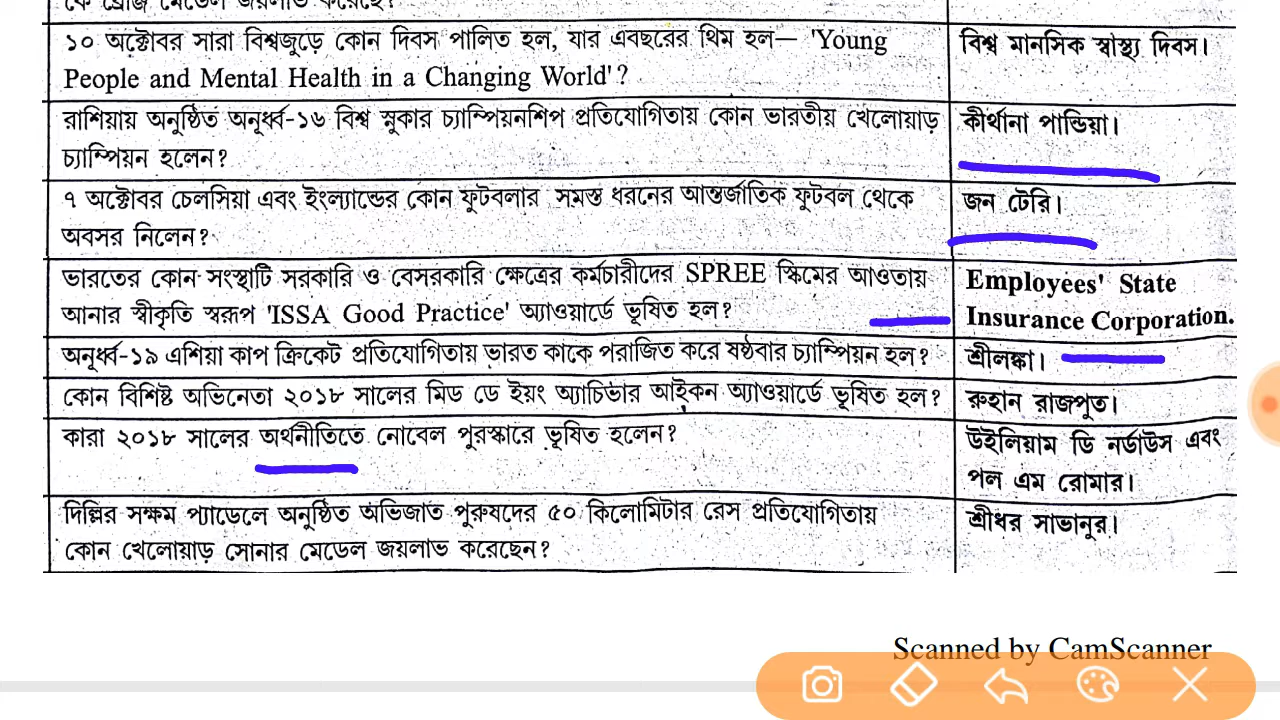 কে ব্রোঞ্জ মেডেল জয়লাভ করেছে?
১০ অক্টোবর সারা বিশ্বজুড়ে কোন দিবস পালিত হল, যার এবছরের থিম হল— 'Young
People and Mental Health in a Changing World'?
বিশ্ব মানসিক স্বাস্থ্য দিবস।
রাশিয়ায় অনুষ্ঠিত অনূর্ধ্ব-১৬ বিশ্ব স্নুকার চ্যাম্পিয়নশিপ প্রতিযোগিতায় কোন ভারতীয় খেলোয়াড়
চ্যাম্পিয়ন হলেন?
কীর্থানা পান্ডিয়া।
৭ অক্টোবর চেলসিয়া এবং ইংল্যান্ডের কোন ফুটবলার সমস্ত ধরনের আন্তর্জাতিক ফুটবল থেকে
অবসর নিলেন?
জন টেরি।
ভারতের কোন সংস্থাটি সরকারি ও বেসরকারি ক্ষেত্রের কর্মচারীদের SPREE স্কিমের আওতায়
আনার স্বীকৃতি স্বরূপ 'ISSA Good Practice' অ্যাওয়ার্ডে ভূষিত হল?
Employees' State
Insurance Corporation.
অনূর্ধ্ব-১৯ এশিয়া কাপ ক্রিকেট প্রতিযোগিতায় ভারত কাকে পরাজিত করে ষষ্ঠবার চ্যাম্পিয়ন হল?
শ্রীলঙ্কা।
কোন বিশিষ্ট অভিনেতা ২০১৮ সালের মিড ডে ইয়ং অ্যাচিভার আইকন অ্যাওয়ার্ডে ভূষিত হল?
রুহান রাজপুত।
কারা ২০১৮ সালের অর্থনীতিতে নোবেল পুরস্কারে ভূষিত হলেন?
উইলিয়াম ডি নর্ডাউস এবং
পল এম রোমার।
দিল্লির সক্ষম প্যাডেলে অনুষ্ঠিত অভিজাত পুরুষদের ৫০ কিলোমিটার রেস প্রতিযোগিতায়
কোন খেলোয়াড় সোনার মেডেল জয়লাভ করেছেন?
শ্রীধর সাভানুর।
Scanned by CamScanner